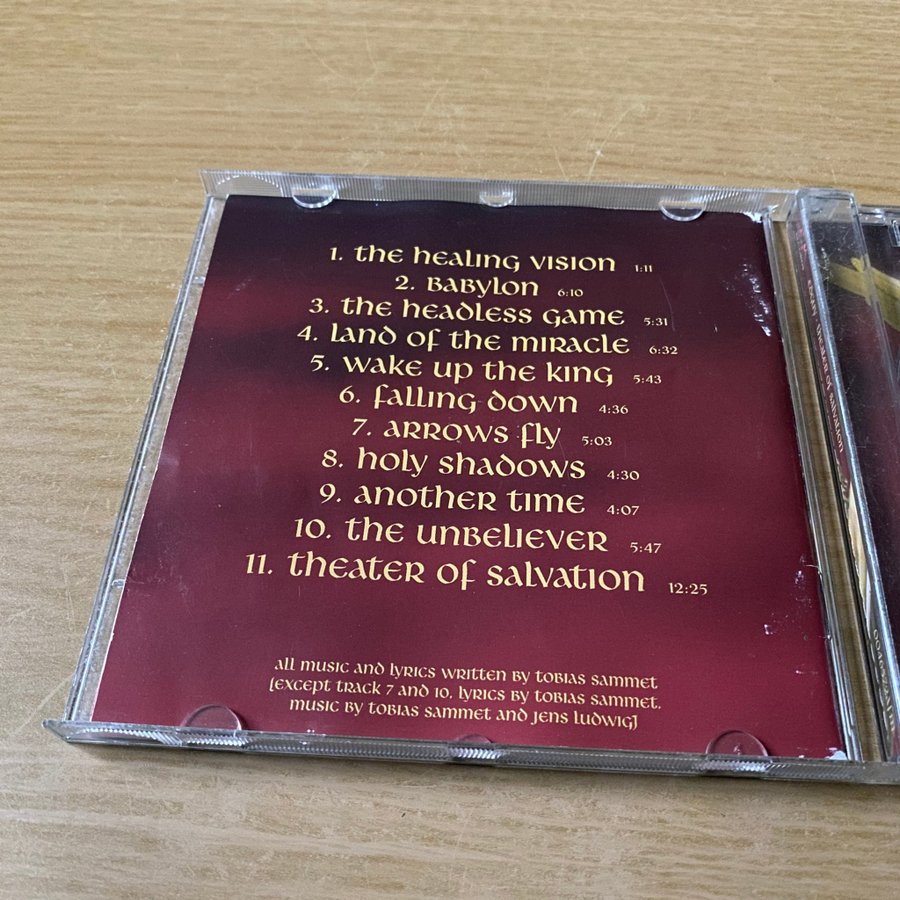 1. the healing vision 1:11
2. Babylon 6:10
3. the headless game 5:31
4. land of the miracle 6:32
5. wake up the king 5:43
6. falling down 4:36
7. arrows fly 5:03
8. holy shadows 4:30
9. another time 4:07
10. the unbeliever 5:47
11. theater of salvation 12:25
all music and lyrics written by tobias sammet
[except track 7 and 10, lyrics by tobias sammet.
music by tobias sammet and jens ludwig]
theater of salvation